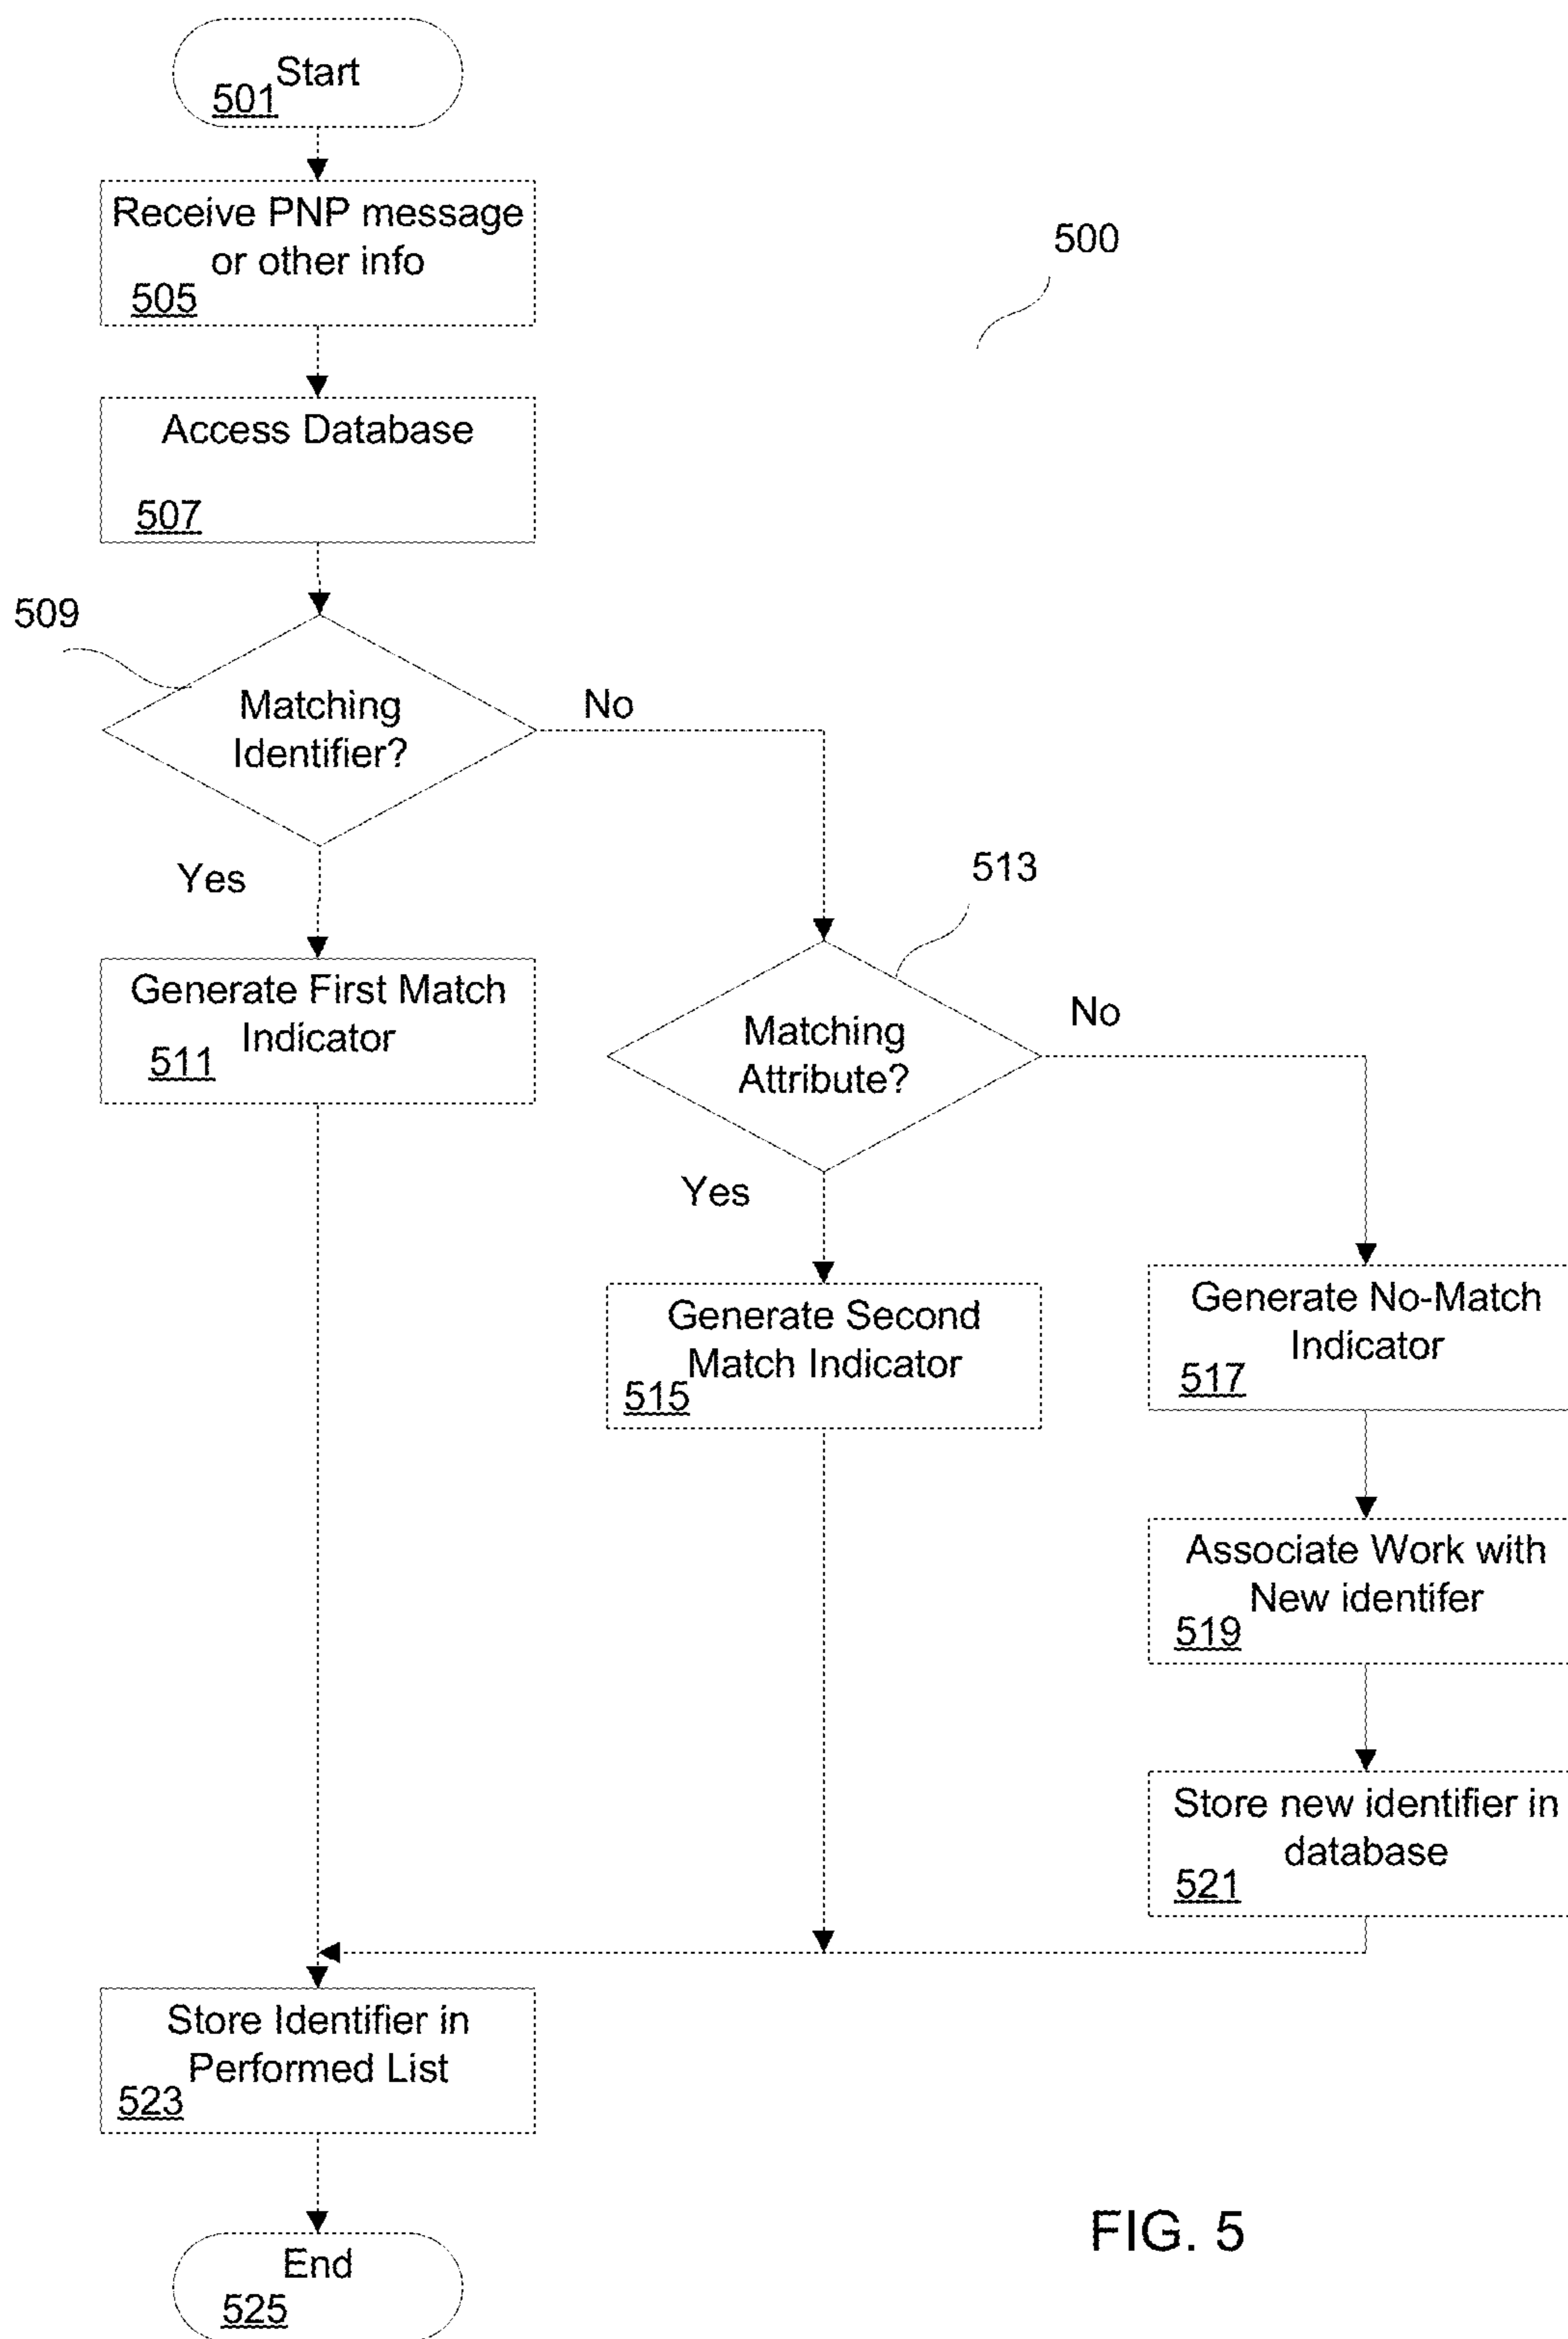 Start
501
Receive PNP message
or other info
505
500
Access Database
507
509
Matching
Identifier?
No
Yes
513
Generate First Match
Indicator
511
Matching
Attribute?
No
Yes
Generate Second
Match Indicator
515
Generate No-Match
Indicator
517
Associate Work with
New identifer
519
Store new identifier in
database
521
Store Identifier in
Performed List
523
End
525
FIG. 5